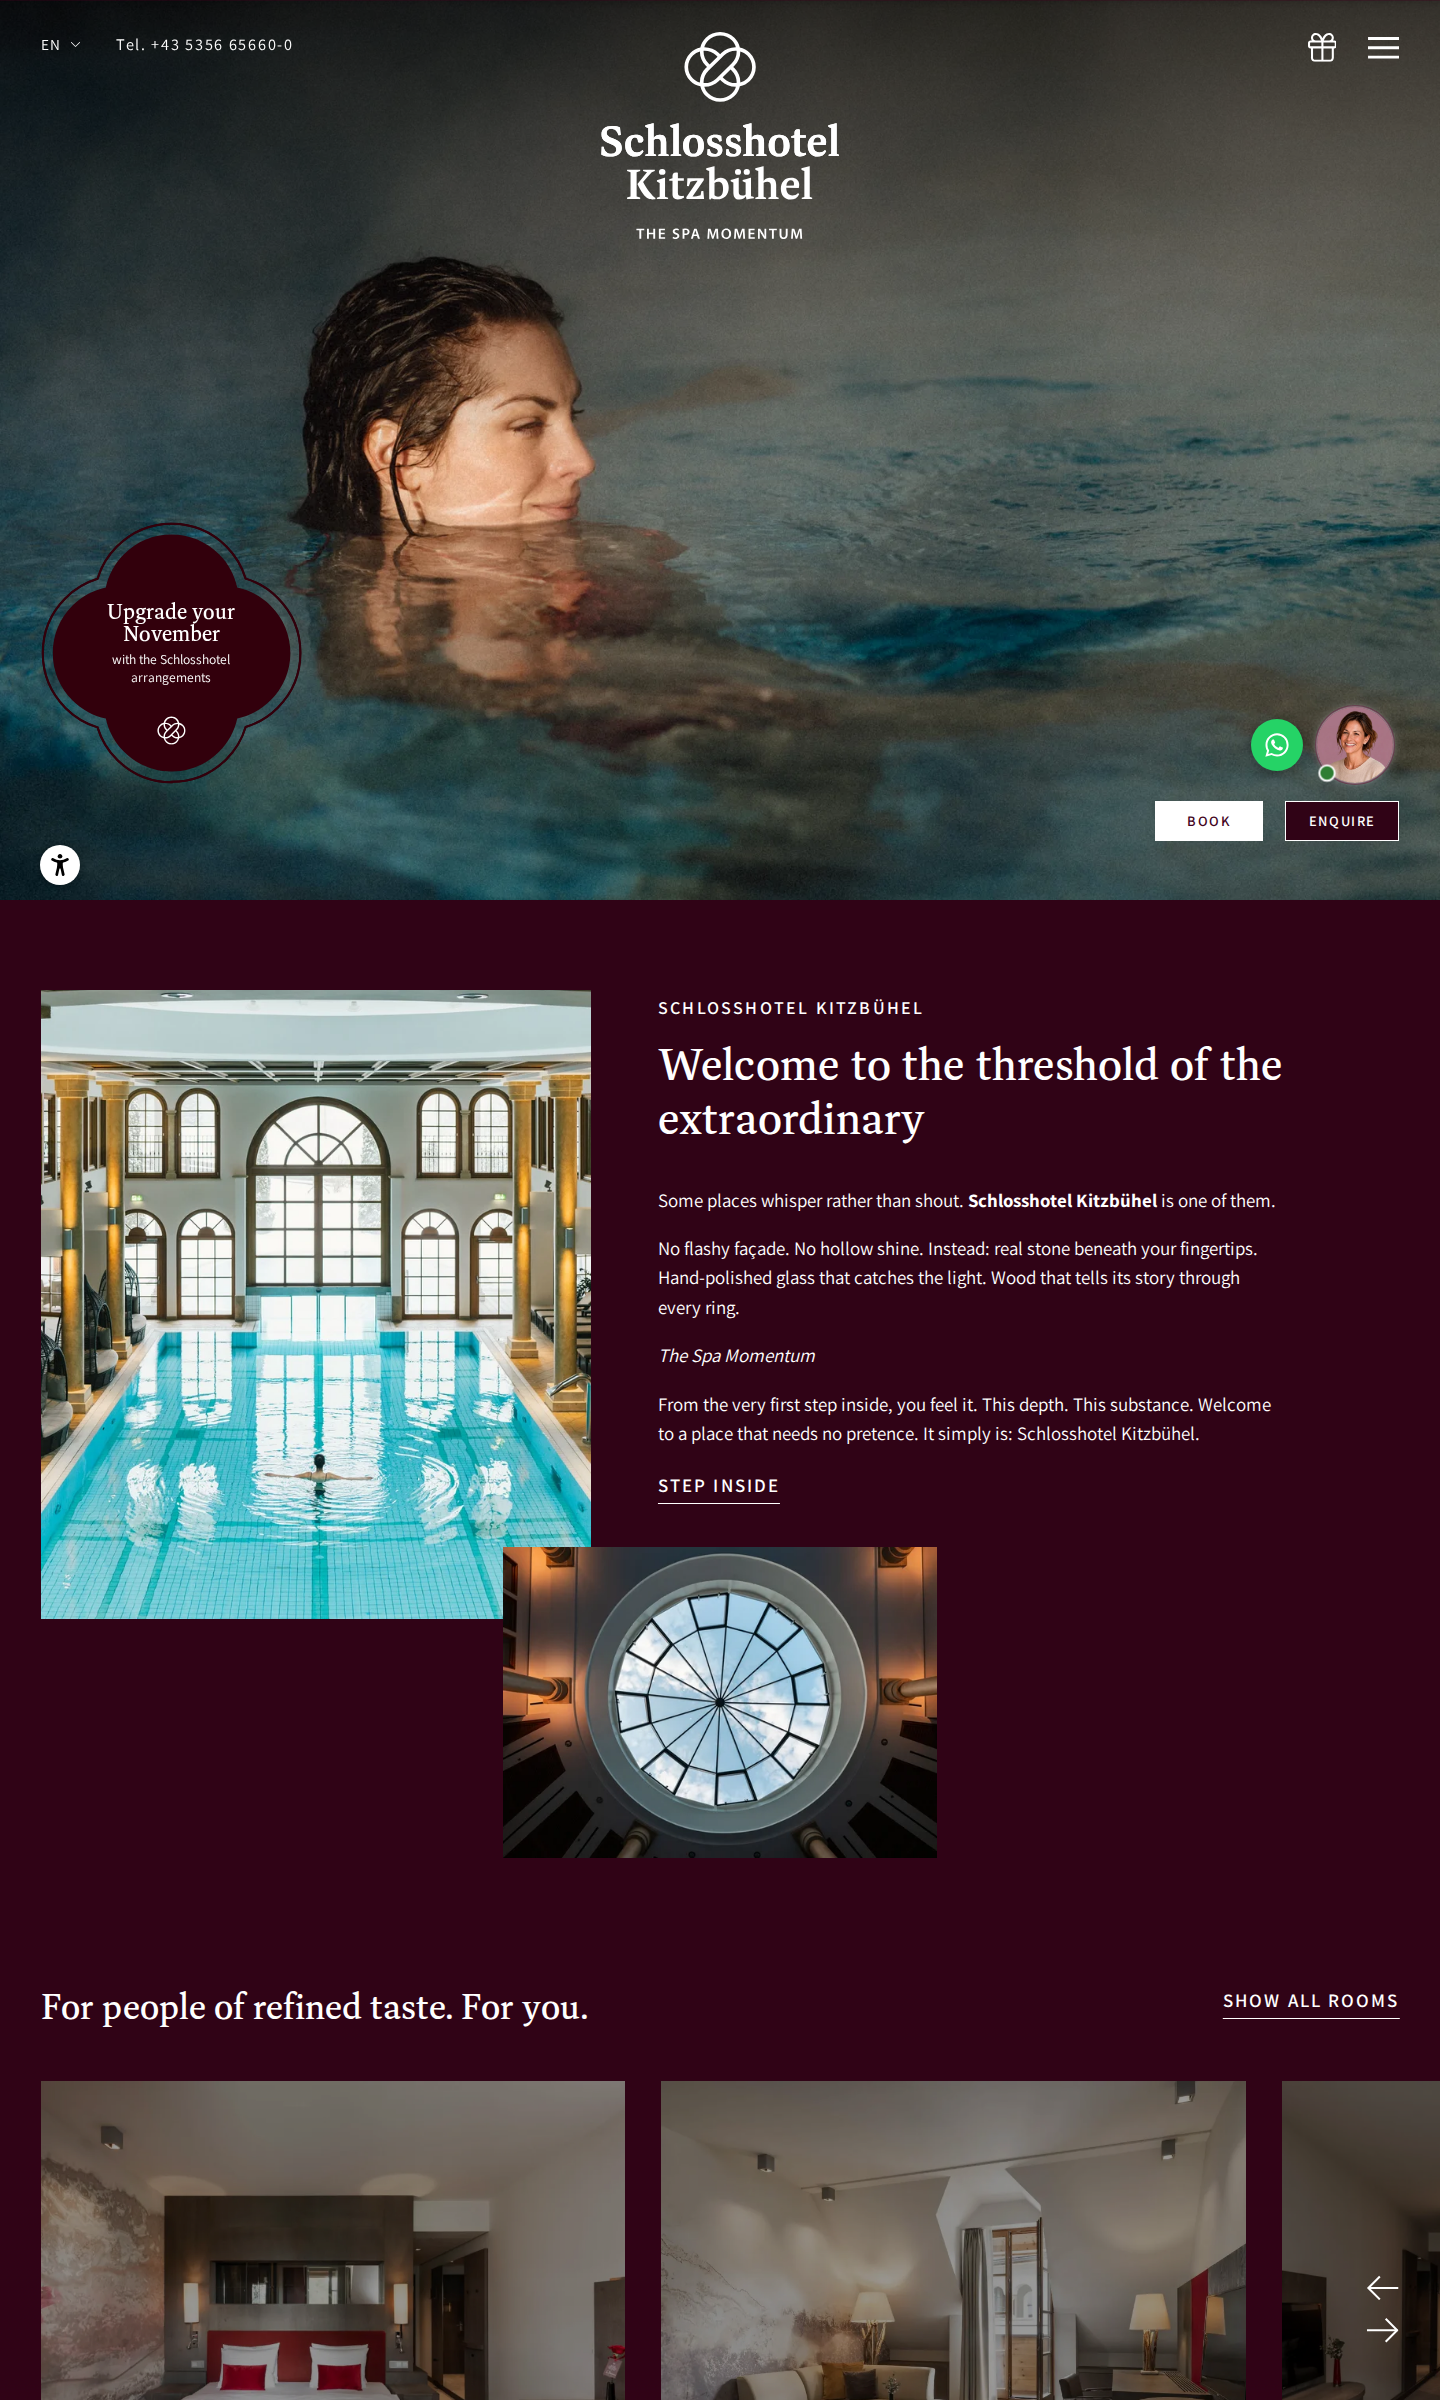 EN
Tel. +43 5356 65660-0
Schlosshotel
Kitzbühel
THE SPA MOMENTUM
Upgrade your
November
with the Schlosshotel
arrangements
BOOK
ENQUIRE
SCHLOSSHOTEL KITZBÜHEL
Welcome to the threshold of the
extraordinary
Some places whisper rather than shout. Schlosshotel Kitzbühel is one of them.
No flashy façade. No hollow shine. Instead: real stone beneath your fingertips.
Hand-polished glass that catches the light. Wood that tells its story through
every ring.
The Spa Momentum
From the very first step inside, you feel it. This depth. This substance. Welcome
to a place that needs no pretence. It simply is: Schlosshotel Kitzbühel.
STEP INSIDE
For people of refined taste. For you.
SHOW ALL ROOMS